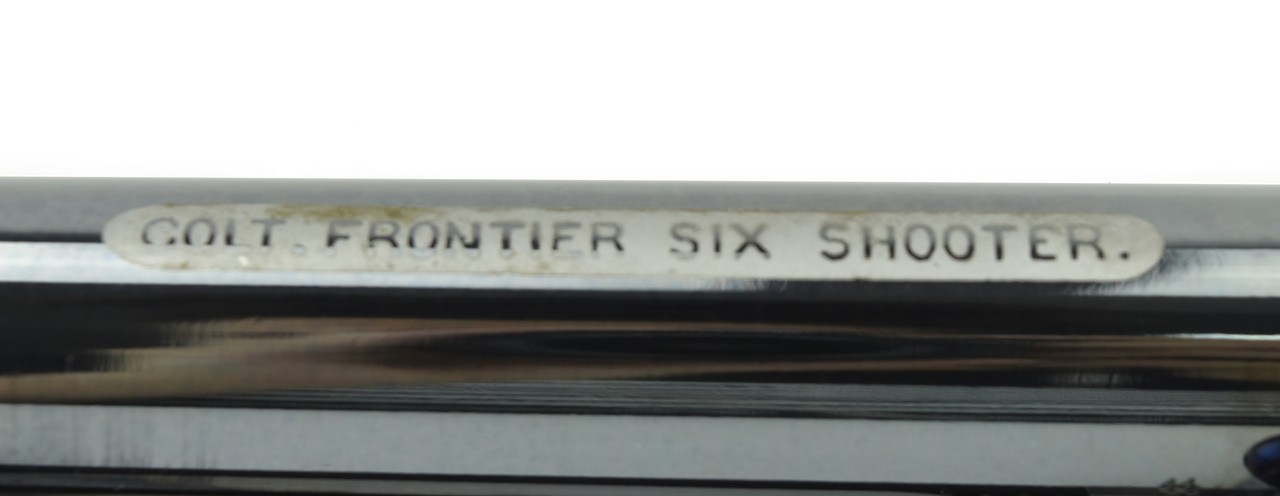 COLT. FRONTIER SIX SHOOTER.